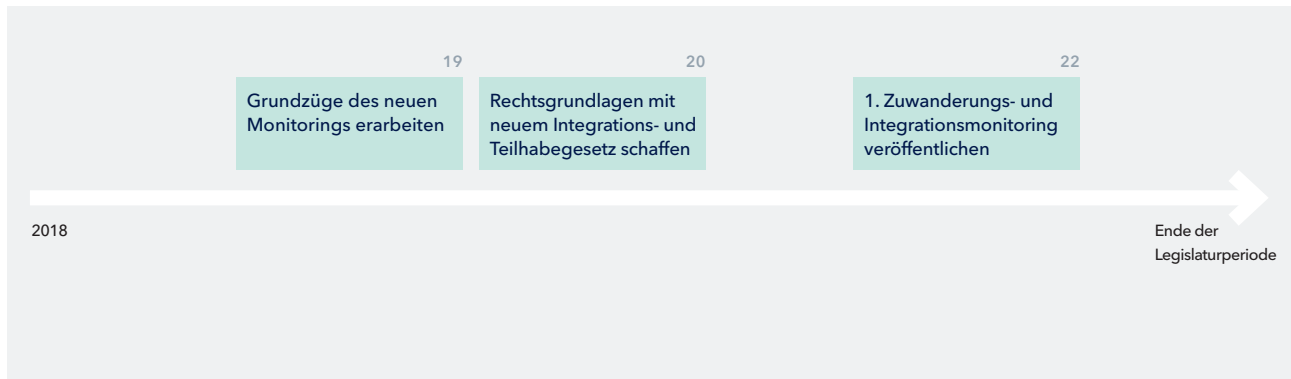 19
Grundzüge des neuen
Monitorings erarbeiten
20
Rechtsgrundlagen mit
neuem Integrations- und
Teilhabegesetz schaffen
22
1. Zuwanderungs- und
Integrationsmonitoring
veröffentlichen
2018
Ende der
Legislaturperiode